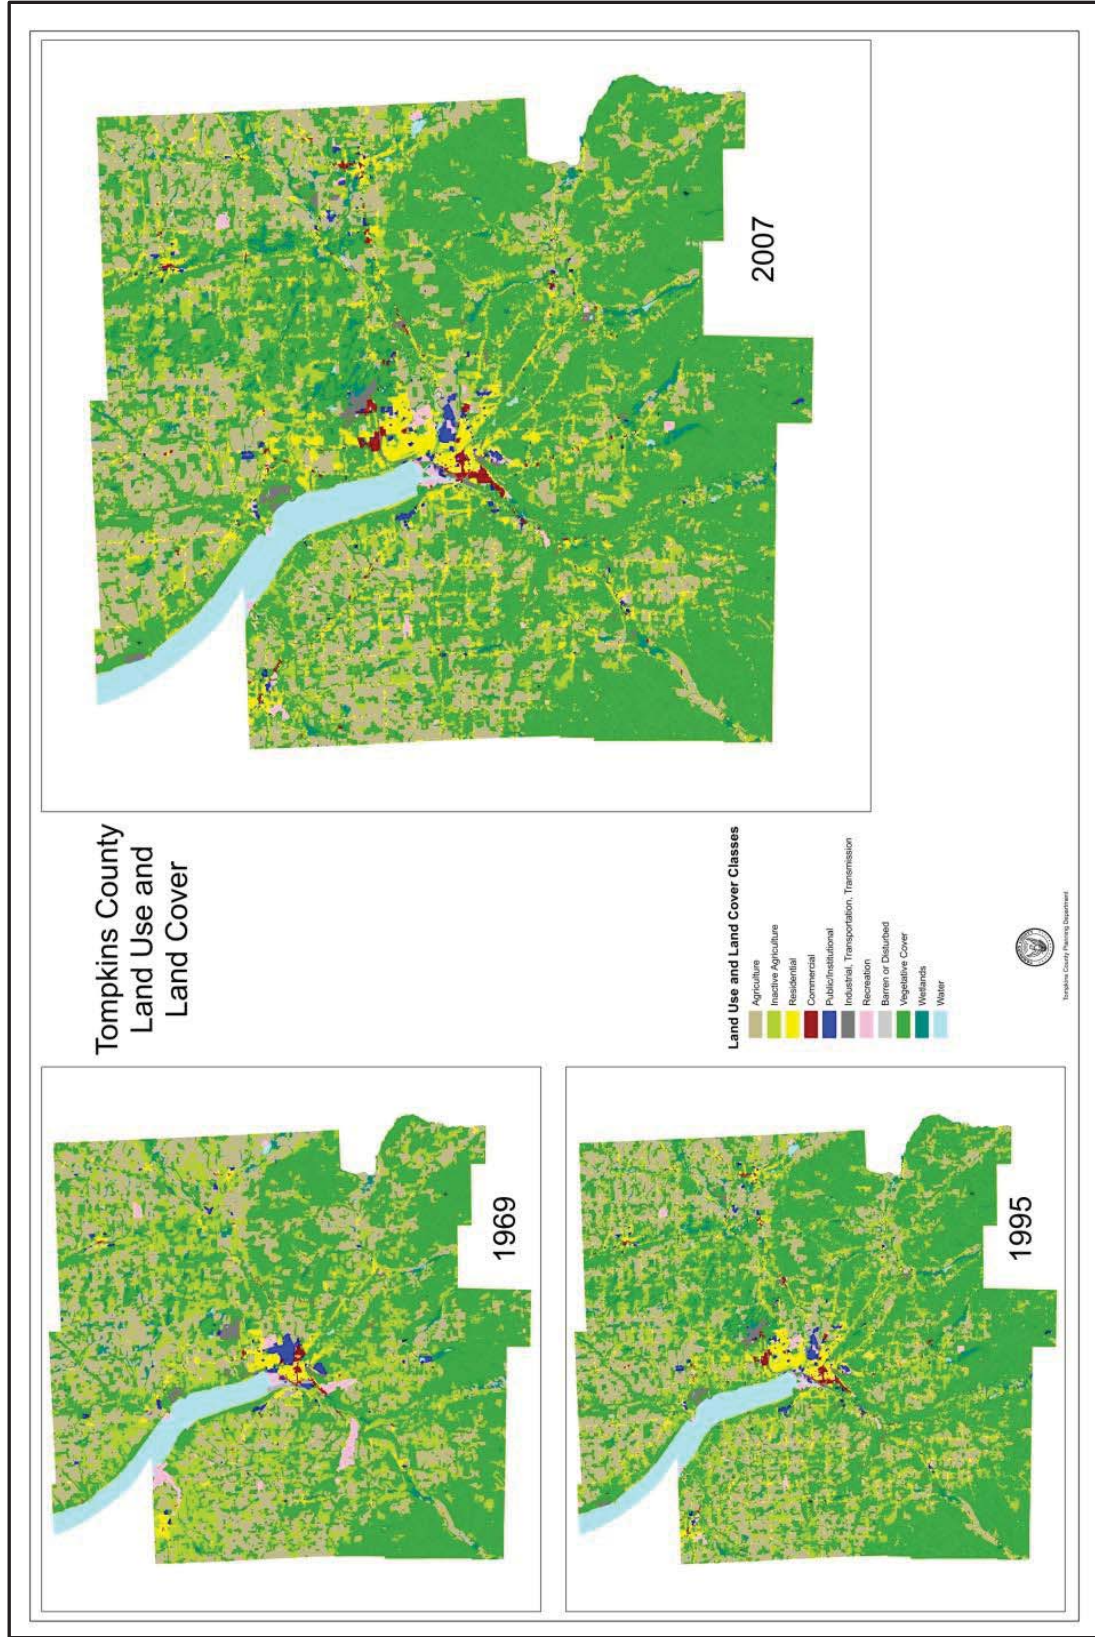 Tompkins County
Land Use and
Land Cover
1969
1995
2007
Land Use and Land Cover Classes
Agriculture
Inactive Agriculture
Residential
Commercial
Public/Institutional
Industrial, Transportation, Transmission
Recreation
Barren or Disturbed
Vegetative Cover
Wetlands
Water
Tompkins County Planning Department